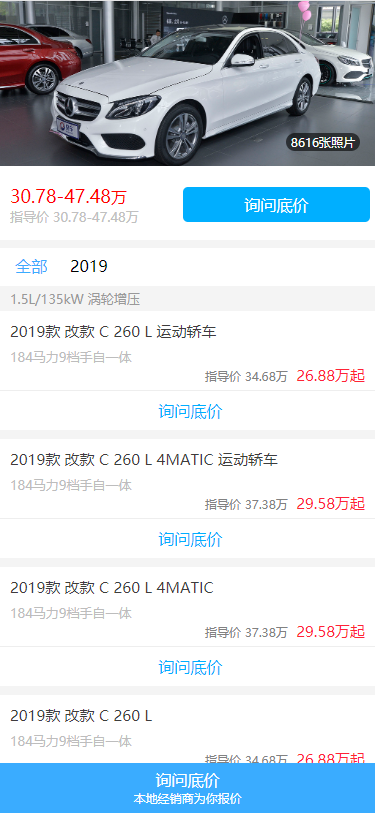 8616张照片
30.78-47.48万
指导价 30.78-47.48万
询问底价
全部 2019
1.5L/135kW 涡轮增压
2019款 改款 C 260 L 运动轿车
184马力9档手自一体
指导价 34.68万 26.88万起
询问底价
2019款 改款 C 260 L 4MATIC 运动轿车
184马力9档手自一体
指导价 37.38万 29.58万起
询问底价
2019款 改款 C 260 L 4MATIC
184马力9档手自一体
指导价 37.38万 29.58万起
询问底价
2019款 改款 C 260 L
184马力9档手自一体
指导价 34.68万 26.88万起
询问底价
本地经销商为你报价